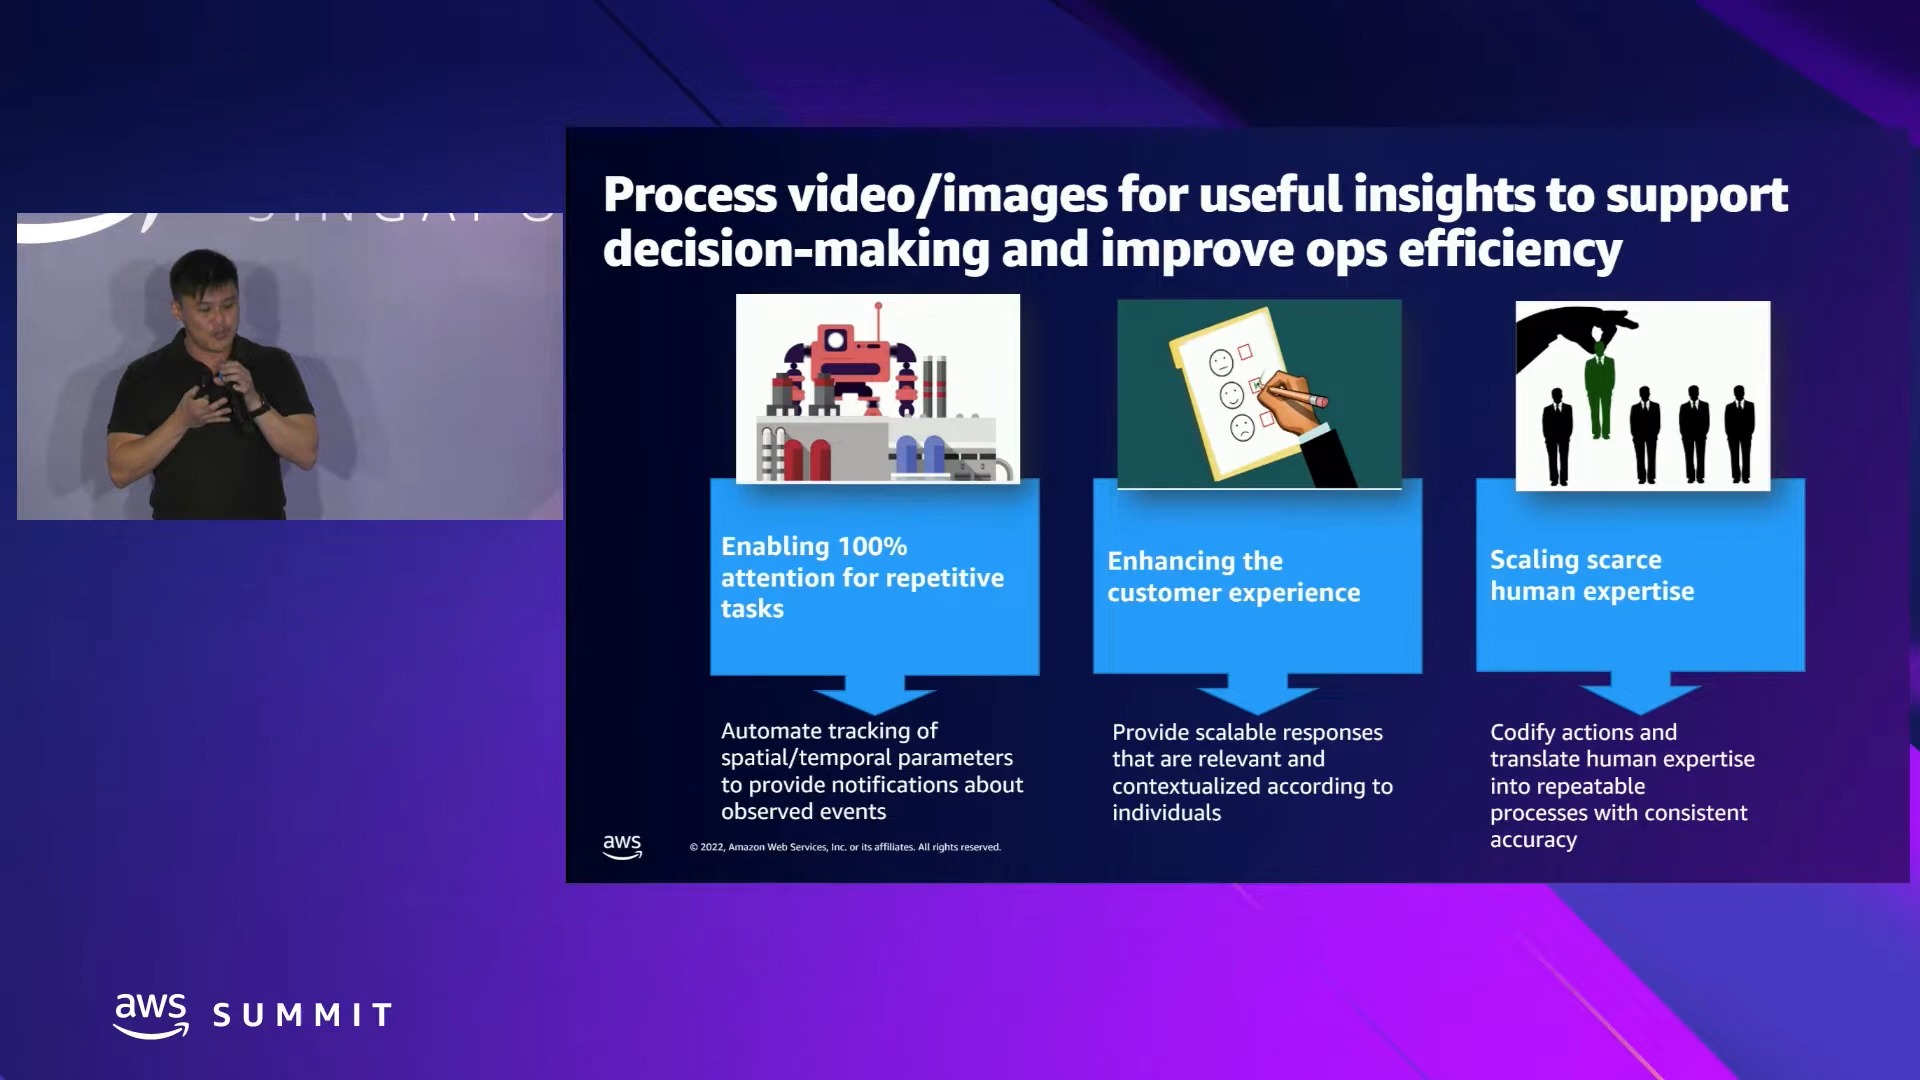 SINGAPO
Process video/images for useful insights to support
decision-making and improve ops efficiency
Enabling 100%
attention for repetitive
tasks
Automate tracking of
spatial/temporal parameters
to provide notifications about
observed events
Enhancing the
customer experience
Provide scalable responses
that are relevant and
contextualized according to
individuals
Scaling scarce
human expertise
Codify actions and
translate human expertise
into repeatable
processes with consistent
accuracy
aws
© 2022, Amazon Web Services, Inc. or its affiliates. All rights reserved.
aws SUMMIT